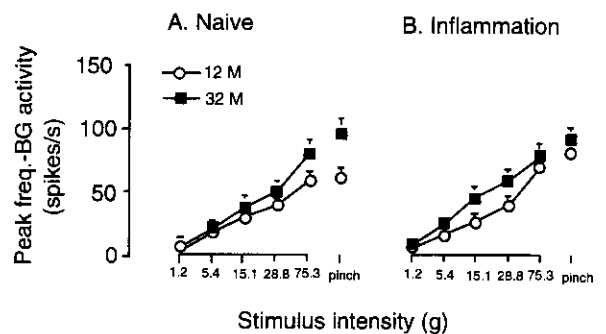 A. Naive
B. Inflammation
Peak freq.-BG activity
(spikes/s)
150
100
50
0
12 M
32 M
1.2 5.4 15.1 28.8 75.3 pinch
1.2 5.4 15.1 28.8 75.3 pinch
Stimulus intensity (g)